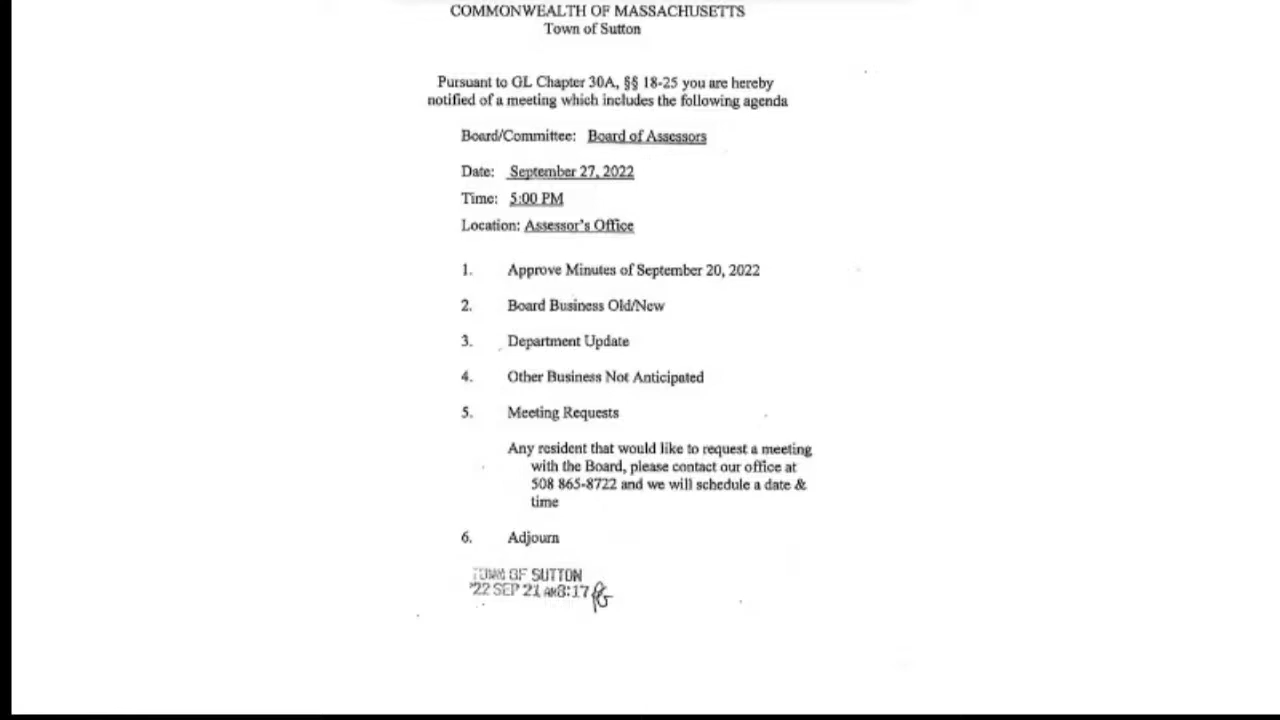 COMMONWEALTH OF MASSACHUSETTS
Town of Sutton
Pursuant to GL Chapter 30A, §§ 18-25 you are hereby
notified of a meeting which includes the following agenda
Board/Committee: Board of Assessors
Date: September 27, 2022
Time: 5:00 PM
Location: Assessor's Office
1. Approve Minutes of September 20, 2022
2. Board Business Old/New
3. Department Update
4. Other Business Not Anticipated
5. Meeting Requests
Any resident that would like to request a meeting
with the Board, please contact our office at
508 865-8722 and we will schedule a date &
time
6. Adjourn
TOWN OF SUTTON
'22 SEP 21 AM8:17